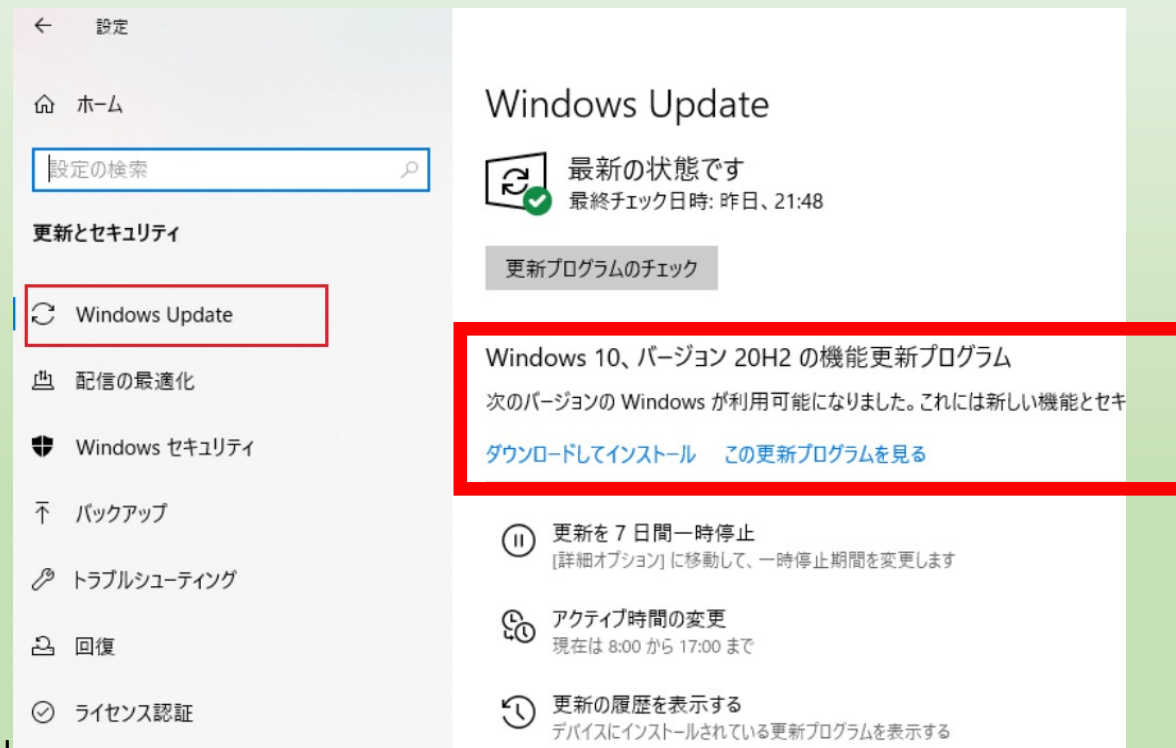 設定
ホーム
設定の検索
更新とセキュリティ
Windows Update
配信の最適化
Windows セキュリティ
バックアップ
トラブルシューティング
回復
ライセンス認証
Windows Update
最新の状態です
最終チェック日時: 昨日、21:48
更新プログラムのチェック
Windows 10、バージョン 20H2 の機能更新プログラム
次のバージョンの Windows が利用可能になりました。これには新しい機能とセキ
ダウンロードしてインストール この更新プログラムを見る
更新を 7 日間一時停止
[詳細オプション] に移動して、一時停止期間を変更します
アクティブ時間の変更
現在は 8:00 から 17:00 まで
更新の履歴を表示する
デバイスにインストールされている更新プログラムを表示する